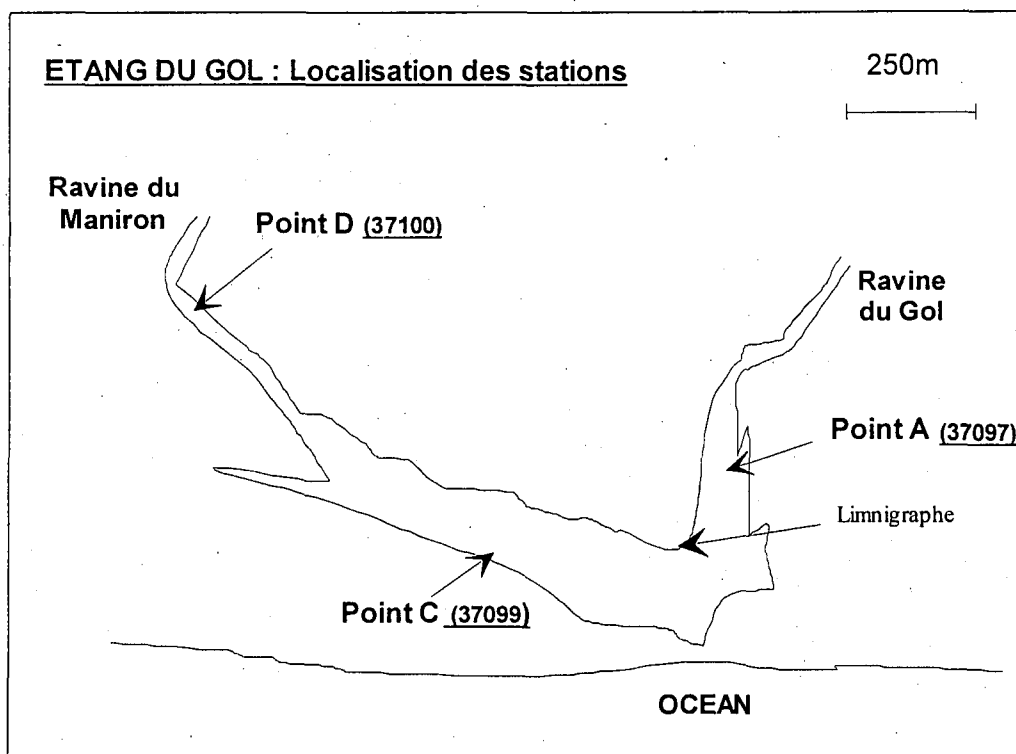 ETANG DU GOL : Localisation des stations
250m
Ravine du
Maniron
Point D (37100)
Ravine
du Gol
Point A (37097)
Limnigraphe
Point C (37099)
OCEAN